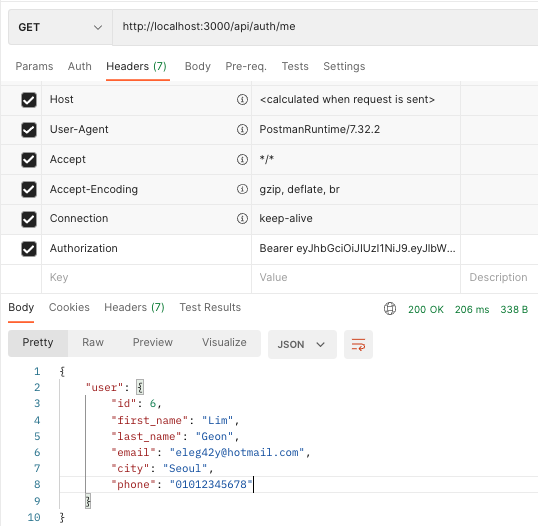 GET http://localhost:3000/api/auth/me
Params Auth Headers (7) Body Pre-req. Tests Settings
Host <calculated when request is sent>
User-Agent PostmanRuntime/7.32.2
Accept */*
Accept-Encoding gzip, deflate, br
Connection keep-alive
Authorization Bearer eyJhbGciOiJIUzI1NiJ9.eyJlbW...
Key Value Description
Body Cookies Headers (7) Test Results 200 OK 206 ms 338 B
Pretty Raw Preview Visualize JSON
1 {
2 "user": {
3 "id": 6,
4 "first_name": "Lim",
5 "last_name": "Geon",
6 "email": "eleg42y@hotmail.com",
7 "city": "Seoul",
8 "phone": "01012345678"
9 }
10 }